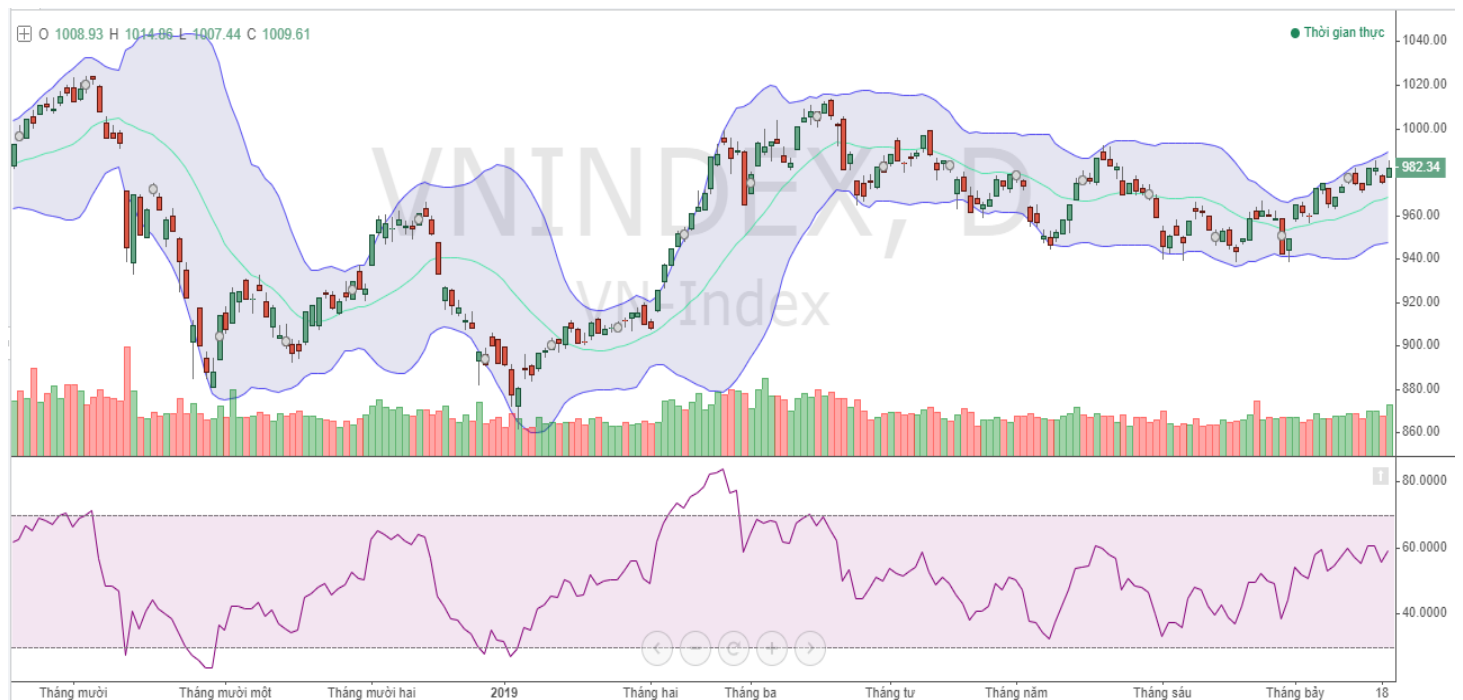 O 1008.93 H 1014.86 L 1007.44 C 1009.61
Thời gian thực
1040.00
1020.00
1000.00
982.34
960.00
940.00
920.00
900.00
880.00
860.00
VNINDEX, D
VN-Index
80.0000
60.0000
40.0000
Tháng mười Tháng mười một Tháng mười hai 2019 Tháng hai Tháng ba Tháng tư Tháng năm Tháng sáu Tháng bảy 18